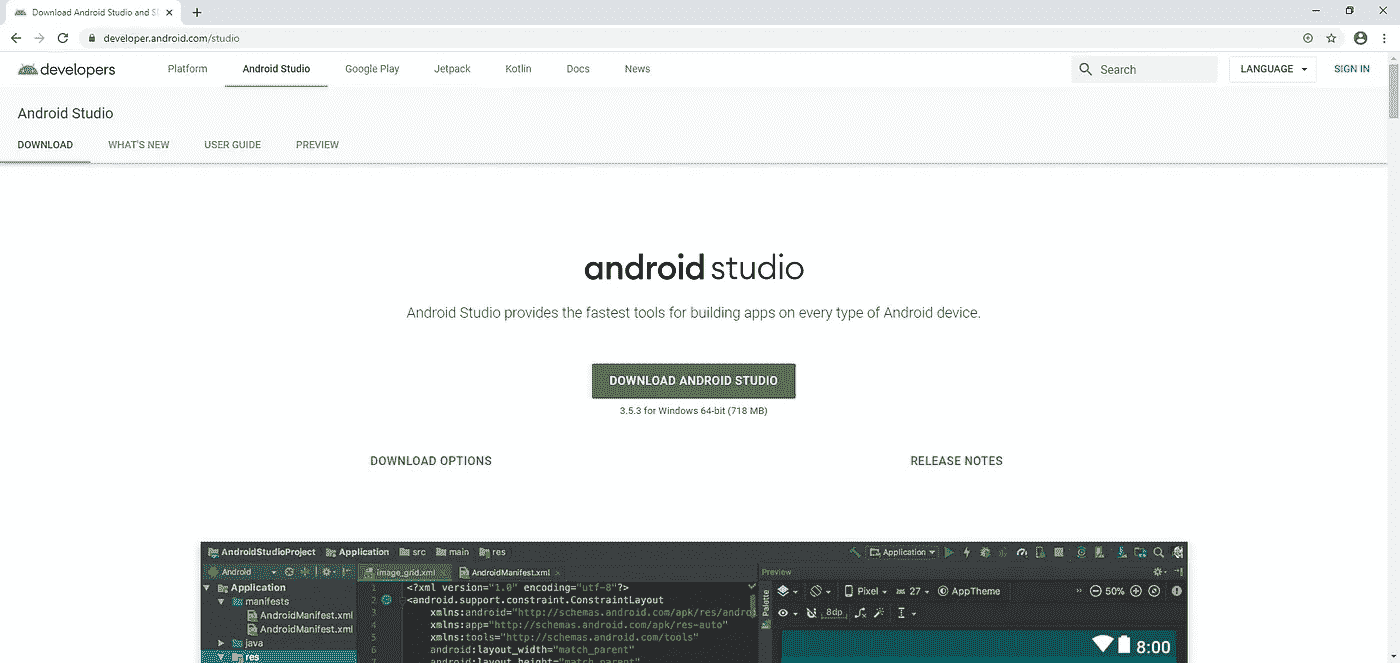 Download Android Studio and S
developer.android.com/studio
developers Platform Android Studio Google Play Jetpack Kotlin Docs News Search LANGUAGE SIGN IN
Android Studio
DOWNLOAD WHAT'S NEW USER GUIDE PREVIEW
android studio
Android Studio provides the fastest tools for building apps on every type of Android device.
DOWNLOAD ANDROID STUDIO
3.5.3 for Windows 64-bit (718 MB)
DOWNLOAD OPTIONS RELEASE NOTES
AndroidStudioProject Application src main res Application
Android image_grid.xml AndroidManifest.xml Preview
Application 1 <?xml version="1.0" encoding="utf-8"?>
manifests 2 <android.support.constraint.ConstraintLayout Pixel 27 AppTheme 50%
AndroidManifest.xml 3 xmlns:android="http://schemas.android.com/apk/res/andro
Palette 8dp
AndroidManifest.xml 4 xmlns:app="http://schemas.android.com/apk/res-auto"
java 5 xmlns:tools="http://schemas.android.com/tools"
res 6 android:layout_width="match_parent" 8:00
7 android:layout_height="match_parent"